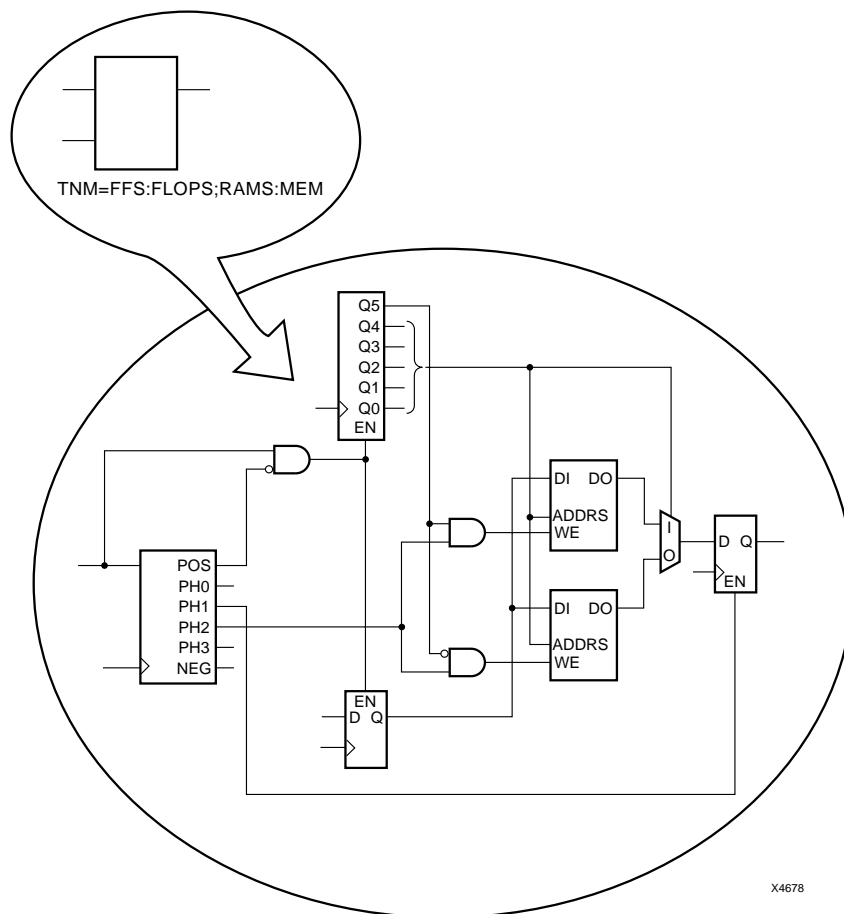 TNM=FFS:FLOPS;RAMS:MEM
Q5
Q4
Q3
Q2
Q1
Q0
EN
DI DO
ADDRS
WE
I
O
D Q
EN
POS
PH0
PH1
PH2
PH3
NEG
DI DO
ADDRS
WE
EN
D Q
X4678